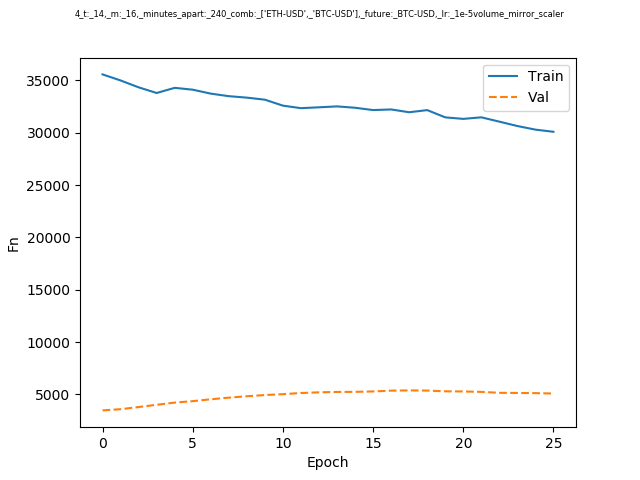 4_t:_14,_m:_16,_minutes_apart:_240_comb:_['ETH-USD',_'BTC-USD'],_future:_BTC-USD,_lr:_1e-5volume_mirror_scaler
Train
Val
35000
30000
25000
20000
15000
10000
5000
Fn
0 5 10 15 20 25
Epoch